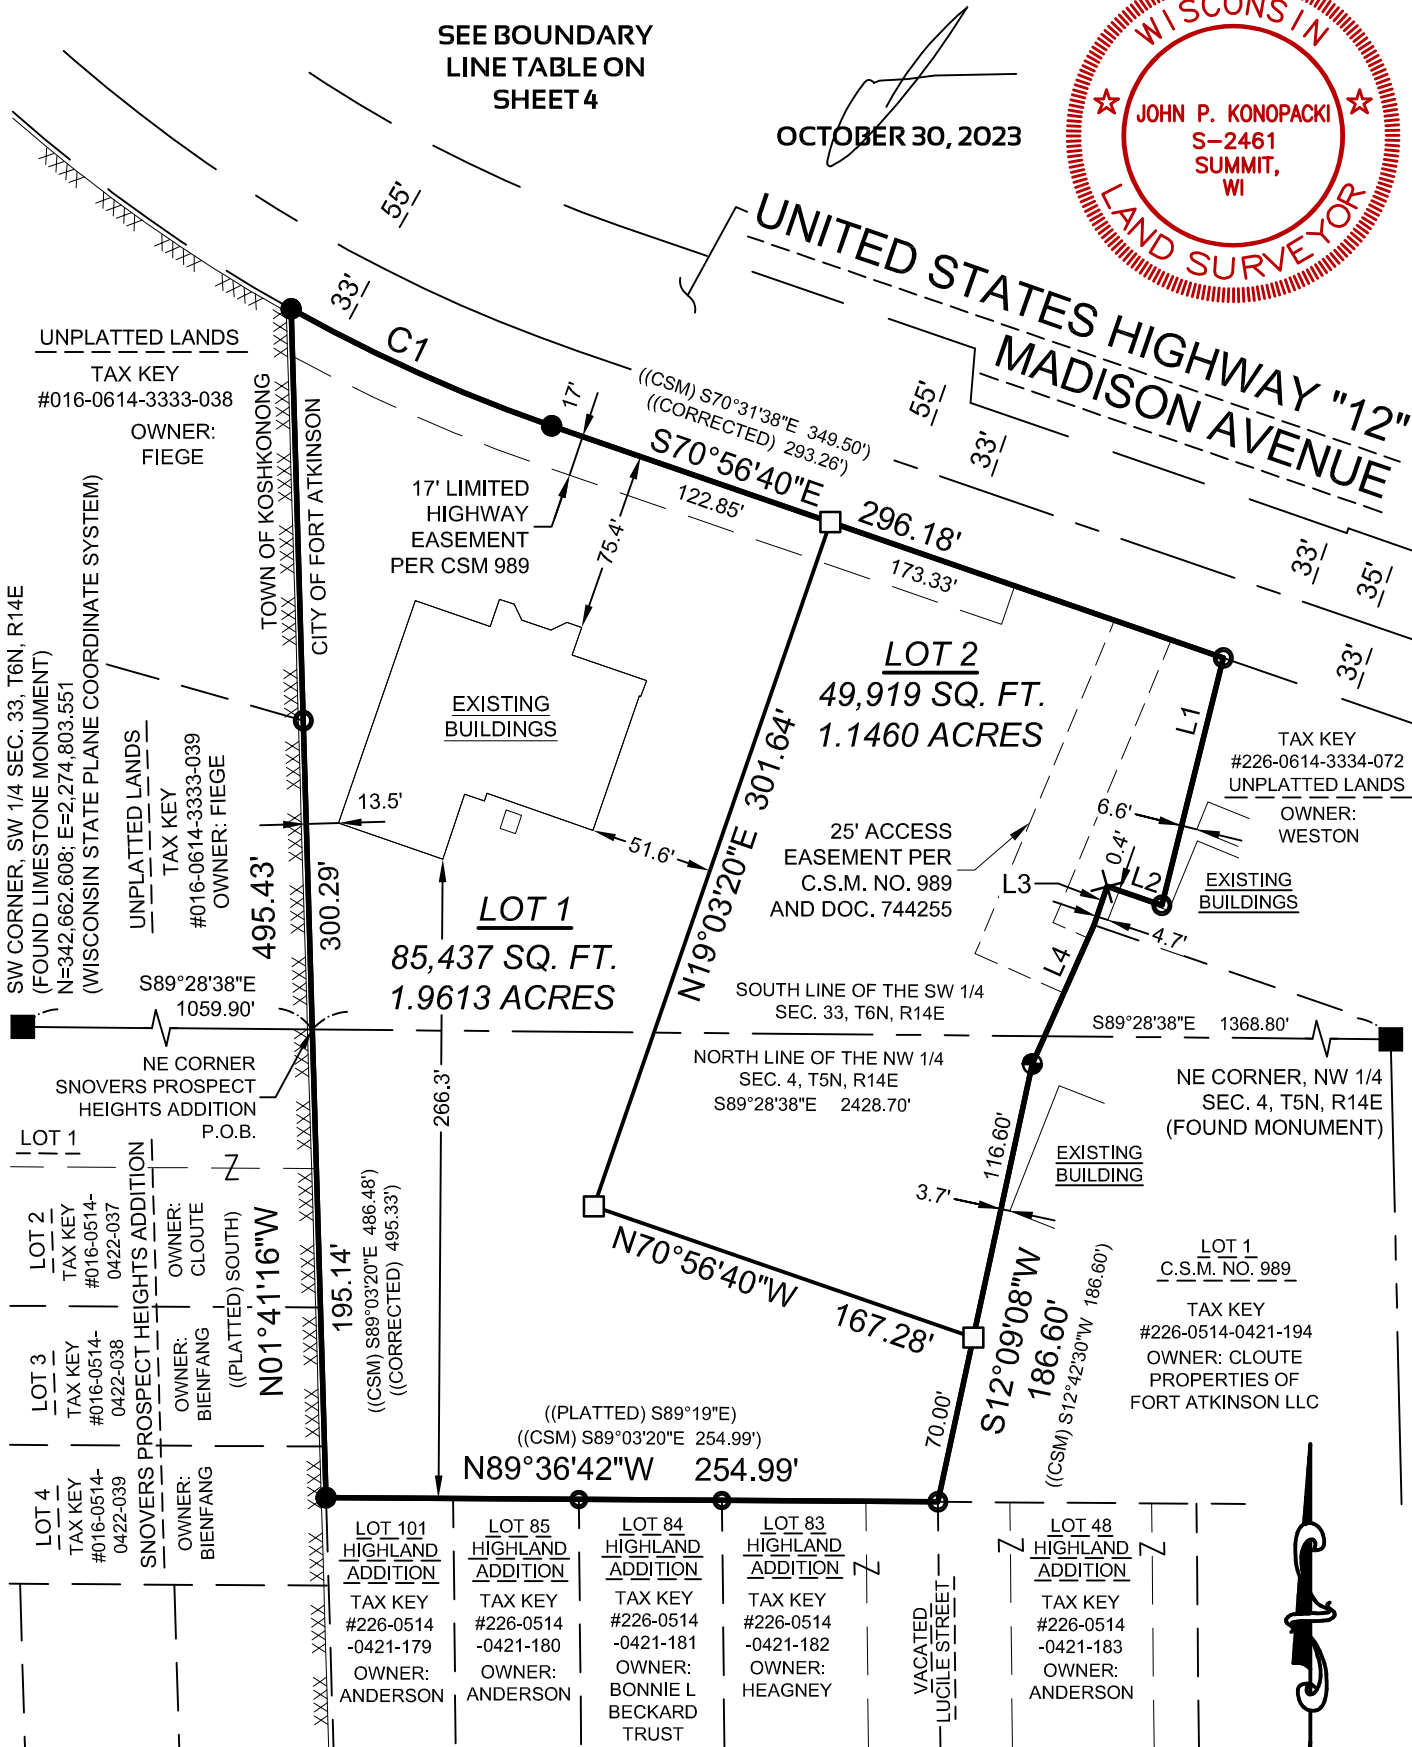 SEE BOUNDARY
LINE TABLE ON
SHEET 4
OCTOBER 30, 2023
WISCONSIN
JOHN P. KONOPACKI
S-2461
SUMMIT,
WI
LAND SURVEYOR
UNITED STATES HIGHWAY "12"
MADISON AVENUE
55'
33'
55'
33'
33'
35'
33'
C1
17'
((CSM) S70°31'38"E 349.50')
((CORRECTED) 293.26')
S70°56'40"E 296.18'
122.85'
173.33'
UNPLATTED LANDS
TAX KEY
#016-0614-3333-038
OWNER:
FIEGE
TOWN OF KOSHKONONG
CITY OF FORT ATKINSON
17' LIMITED
HIGHWAY
EASEMENT
PER CSM 989
75.4'
SW CORNER, SW 1/4 SEC. 33, T6N, R14E
(FOUND LIMESTONE MONUMENT)
N=342,662.608; E=2,274,803.551
(WISCONSIN STATE PLANE COORDINATE SYSTEM)
UNPLATTED LANDS
TAX KEY
#016-0614-3333-039
OWNER: FIEGE
EXISTING
BUILDINGS
13.5'
51.6'
LOT 2
49,919 SQ. FT.
1.1460 ACRES
N19°03'20"E 301.64'
L1
TAX KEY
#226-0614-3334-072
UNPLATTED LANDS
OWNER:
WESTON
6.6'
0.4'
25' ACCESS
EASEMENT PER
C.S.M. NO. 989
AND DOC. 744255
L3
L2
EXISTING
BUILDINGS
4.7'
L4
495.43'
300.29'
LOT 1
85,437 SQ. FT.
1.9613 ACRES
S89°28'38"E
1059.90'
SOUTH LINE OF THE SW 1/4
SEC. 33, T6N, R14E
S89°28'38"E 1368.80'
NORTH LINE OF THE NW 1/4
SEC. 4, T5N, R14E
S89°28'38"E 2428.70'
NE CORNER
SNOVERS PROSPECT
HEIGHTS ADDITION
P.O.B.
266.3'
NE CORNER, NW 1/4
SEC. 4, T5N, R14E
(FOUND MONUMENT)
116.60'
EXISTING
BUILDING
3.7'
LOT 1
LOT 2
TAX KEY
#016-0514-
0422-037
OWNER:
CLOUTE
LOT 3
TAX KEY
#016-0514-
0422-038
OWNER:
BIENFANG
LOT 4
TAX KEY
#016-0514-
0422-039
OWNER:
BIENFANG
SNOVERS PROSPECT HEIGHTS ADDITION
((PLATTED) SOUTH)
N01°41'16"W
195.14'
((CSM) S89°03'20"E 486.48')
((CORRECTED) 495.33')
N70°56'40"W 167.28'
S12°09'08"W
186.60'
((CSM) S12°42'30"W 186.60')
70.00'
LOT 1
C.S.M. NO. 989
TAX KEY
#226-0514-0421-194
OWNER: CLOUTE
PROPERTIES OF
FORT ATKINSON LLC
((PLATTED) S89°19"E)
((CSM) S89°03'20"E 254.99')
N89°36'42"W 254.99'
LOT 101
HIGHLAND
ADDITION
TAX KEY
#226-0514
-0421-179
OWNER:
ANDERSON
LOT 85
HIGHLAND
ADDITION
TAX KEY
#226-0514
-0421-180
OWNER:
ANDERSON
LOT 84
HIGHLAND
ADDITION
TAX KEY
#226-0514
-0421-181
OWNER:
BONNIE L
BECKARD
TRUST
LOT 83
HIGHLAND
ADDITION
TAX KEY
#226-0514
-0421-182
OWNER:
HEAGNEY
VACATED
LUCILE STREET
LOT 48
HIGHLAND
ADDITION
TAX KEY
#226-0514
-0421-183
OWNER:
ANDERSON